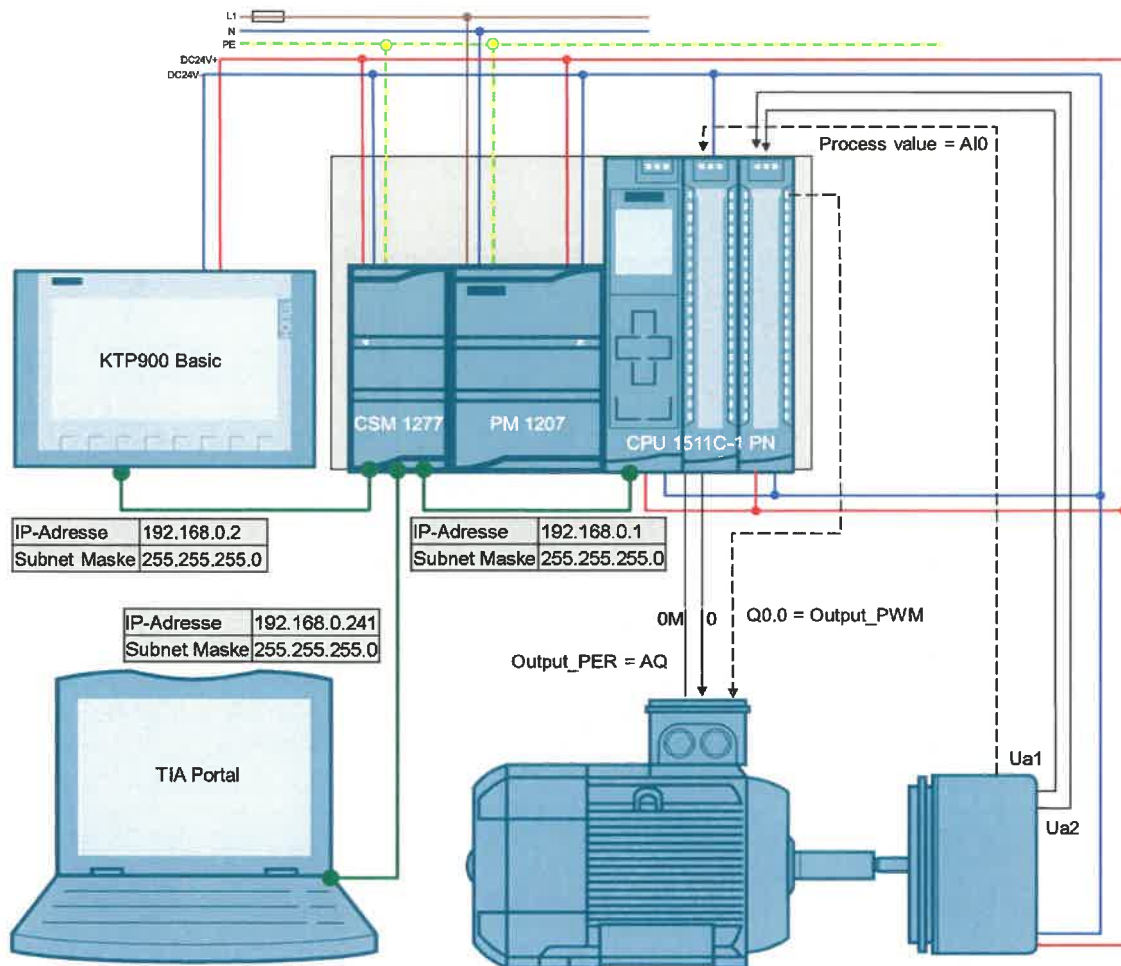 L1
N
PE
DC24V+
DC24V-
Process value = AI0
KTP900 Basic
CSM 1277
PM 1207
CPU 1511C-1 PN
IP-Adresse 192.168.0.2
Subnet Maske 255.255.255.0
IP-Adresse 192.168.0.1
Subnet Maske 255.255.255.0
IP-Adresse 192.168.0.241
Subnet Maske 255.255.255.0
0M 0
Q0.0 = Output_PWM
Output_PER = AQ
TIA Portal
Ua1
Ua2